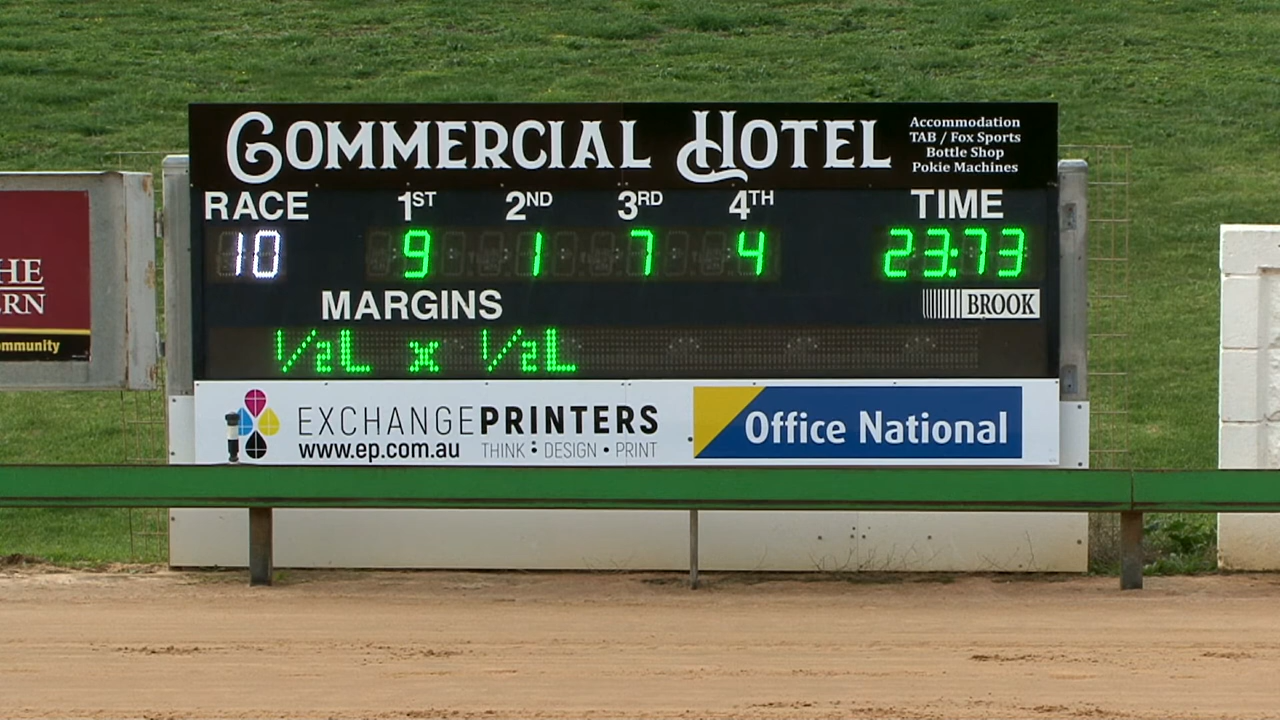 COMMERCIAL HOTEL
Accommodation
TAB / Fox Sports
Bottle Shop
Pokie Machines
RACE 1ST 2ND 3RD 4TH TIME
10 9 1 7 4 23:73
MARGINS
BROOK
½L x ½L
HE
RN
mmunity
EXCHANGEPRINTERS
www.ep.com.au THINK : DESIGN • PRINT
Office National